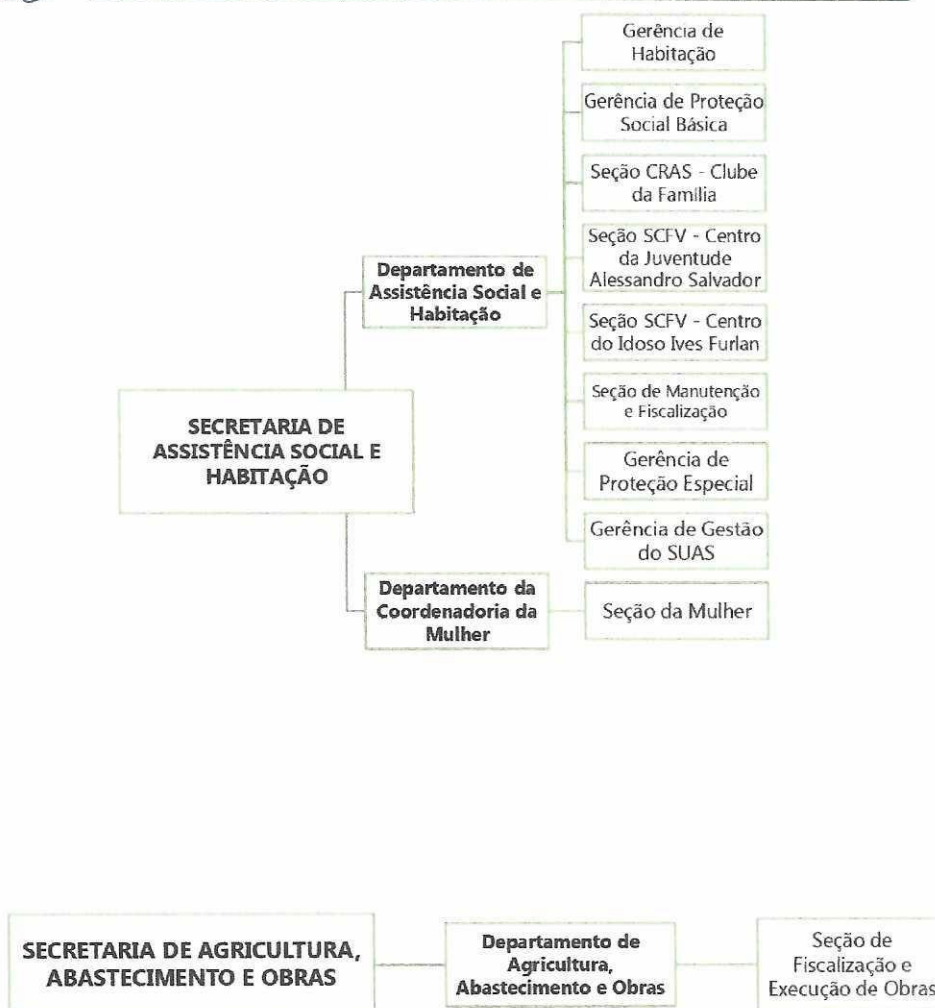 Gerência de
Habitação
Gerência de Proteção
Social Básica
Seção CRAS - Clube
da Família
Seção SCFV - Centro
da Juventude
Alessandro Salvador
Departamento de
Assistência Social e
Habitação
Seção SCFV - Centro
do Idoso Ives Furlan
Seção de Manutenção
e Fiscalização
SECRETARIA DE
ASSISTÊNCIA SOCIAL E
HABITAÇÃO
Gerência de
Proteção Especial
Gerência de Gestão
do SUAS
Departamento da
Coordenadoria da
Mulher
Seção da Mulher
SECRETARIA DE AGRICULTURA,
ABASTECIMENTO E OBRAS
Departamento de
Agricultura,
Abastecimento e Obras
Seção de
Fiscalização e
Execução de Obras